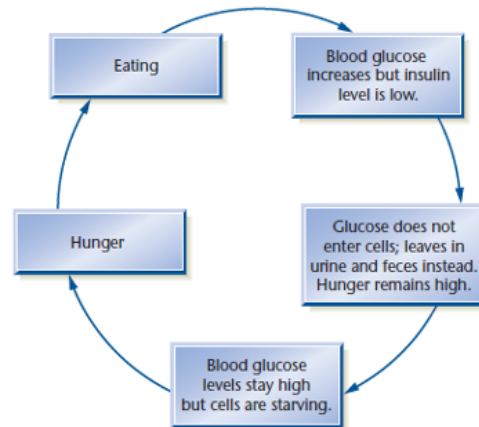 Eating
Blood glucose
increases but insulin
level is low.
Glucose does not
enter cells; leaves in
urine and feces instead.
Hunger remains high.
Blood glucose
levels stay high
but cells are starving.
Hunger